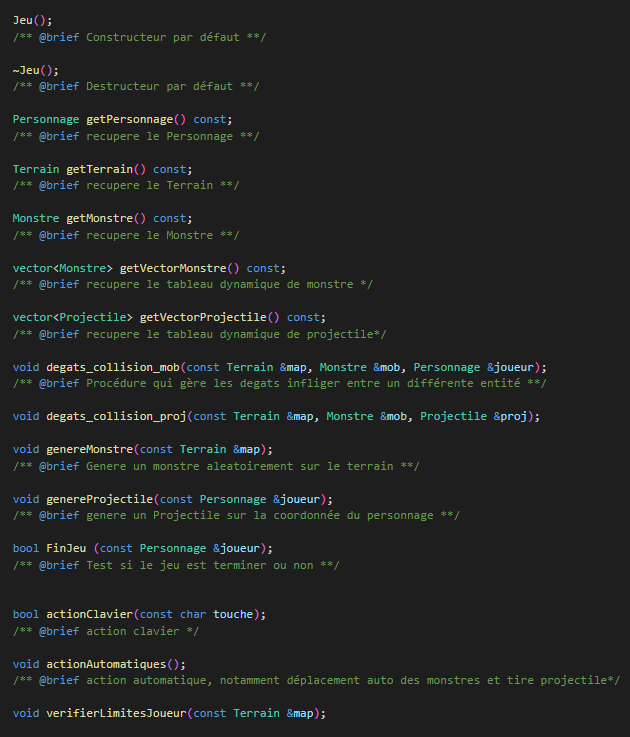 Jeu();
/** @brief Constructeur par défaut **/
~Jeu();
/** @brief Destructeur par défaut **/
Personnage getPersonnage() const;
/** @brief recupere le Personnage **/
Terrain getTerrain() const;
/** @brief recupere le Terrain **/
Monstre getMonstre() const;
/** @brief recupere le Monstre **/
vector<Monstre> getVectorMonstre() const;
/** @brief recupere le tableau dynamique de monstre */
vector<Projectile> getVectorProjectile() const;
/** @brief recupere le tableau dynamique de projectile*/
void degats_collision_mob(const Terrain &map, Monstre &mob, Personnage &joueur);
/** @brief Procédure qui gère les degats infliger entre un différente entité **/
void degats_collision_proj(const Terrain &map, Monstre &mob, Projectile &proj);
void genereMonstre(const Terrain &map);
/** @brief Genere un monstre aleatoirement sur le terrain **/
void genereProjectile(const Personnage &joueur);
/** @brief genere un Projectile sur la coordonnée du personnage **/
bool FinJeu (const Personnage &joueur);
/** @brief Test si le jeu est terminer ou non **/
bool actionClavier(const char touche);
/** @brief action clavier */
void actionAutomatiques();
/** @brief action automatique, notamment déplacement auto des monstres et tire projectile*/
void verifierLimitesJoueur(const Terrain &map);